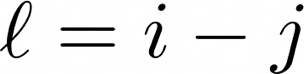 ℓ = i − j